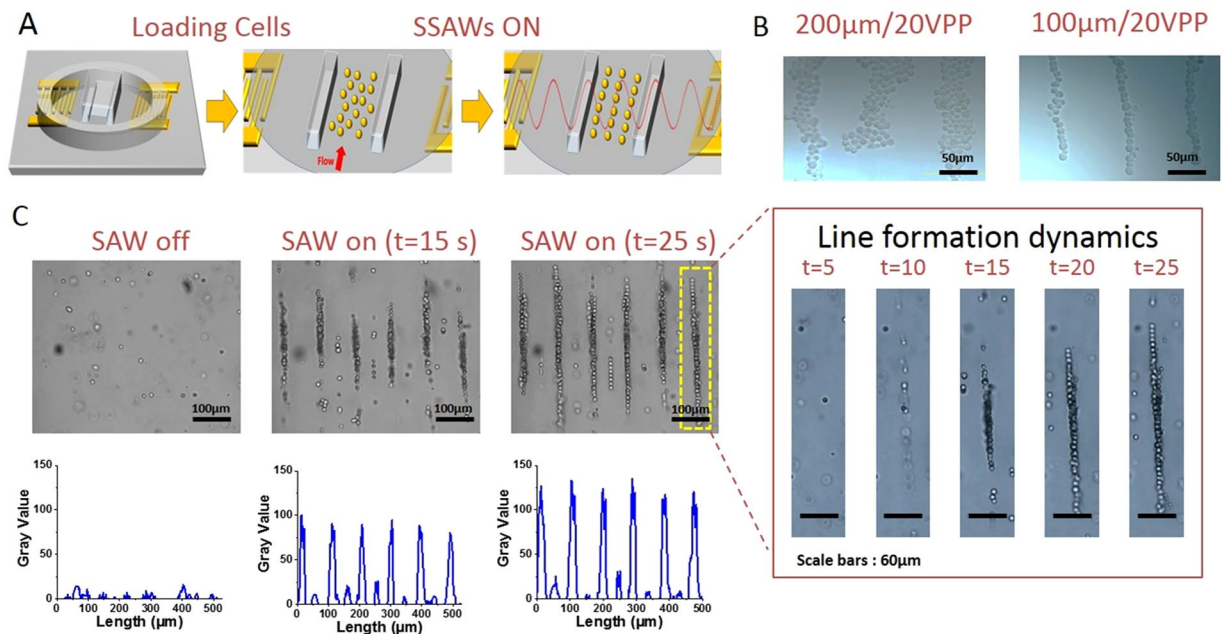 A
Loading Cells
SSAWs ON
Flow
B
200µm/20VPP
100µm/20VPP
50µm
50µm
C
SAW off
SAW on (t=15 s)
SAW on (t=25 s)
100µm
100µm
100µm
Line formation dynamics
t=5
t=10
t=15
t=20
t=25
Scale bars : 60µm
150
100
50
0
Gray Value
0 100 200 300 400 500
Length (µm)
150
100
50
0
Gray Value
0 100 200 300 400 500
Length (µm)
150
100
50
0
Gray Value
0 100 200 300 400 500
Length (µm)